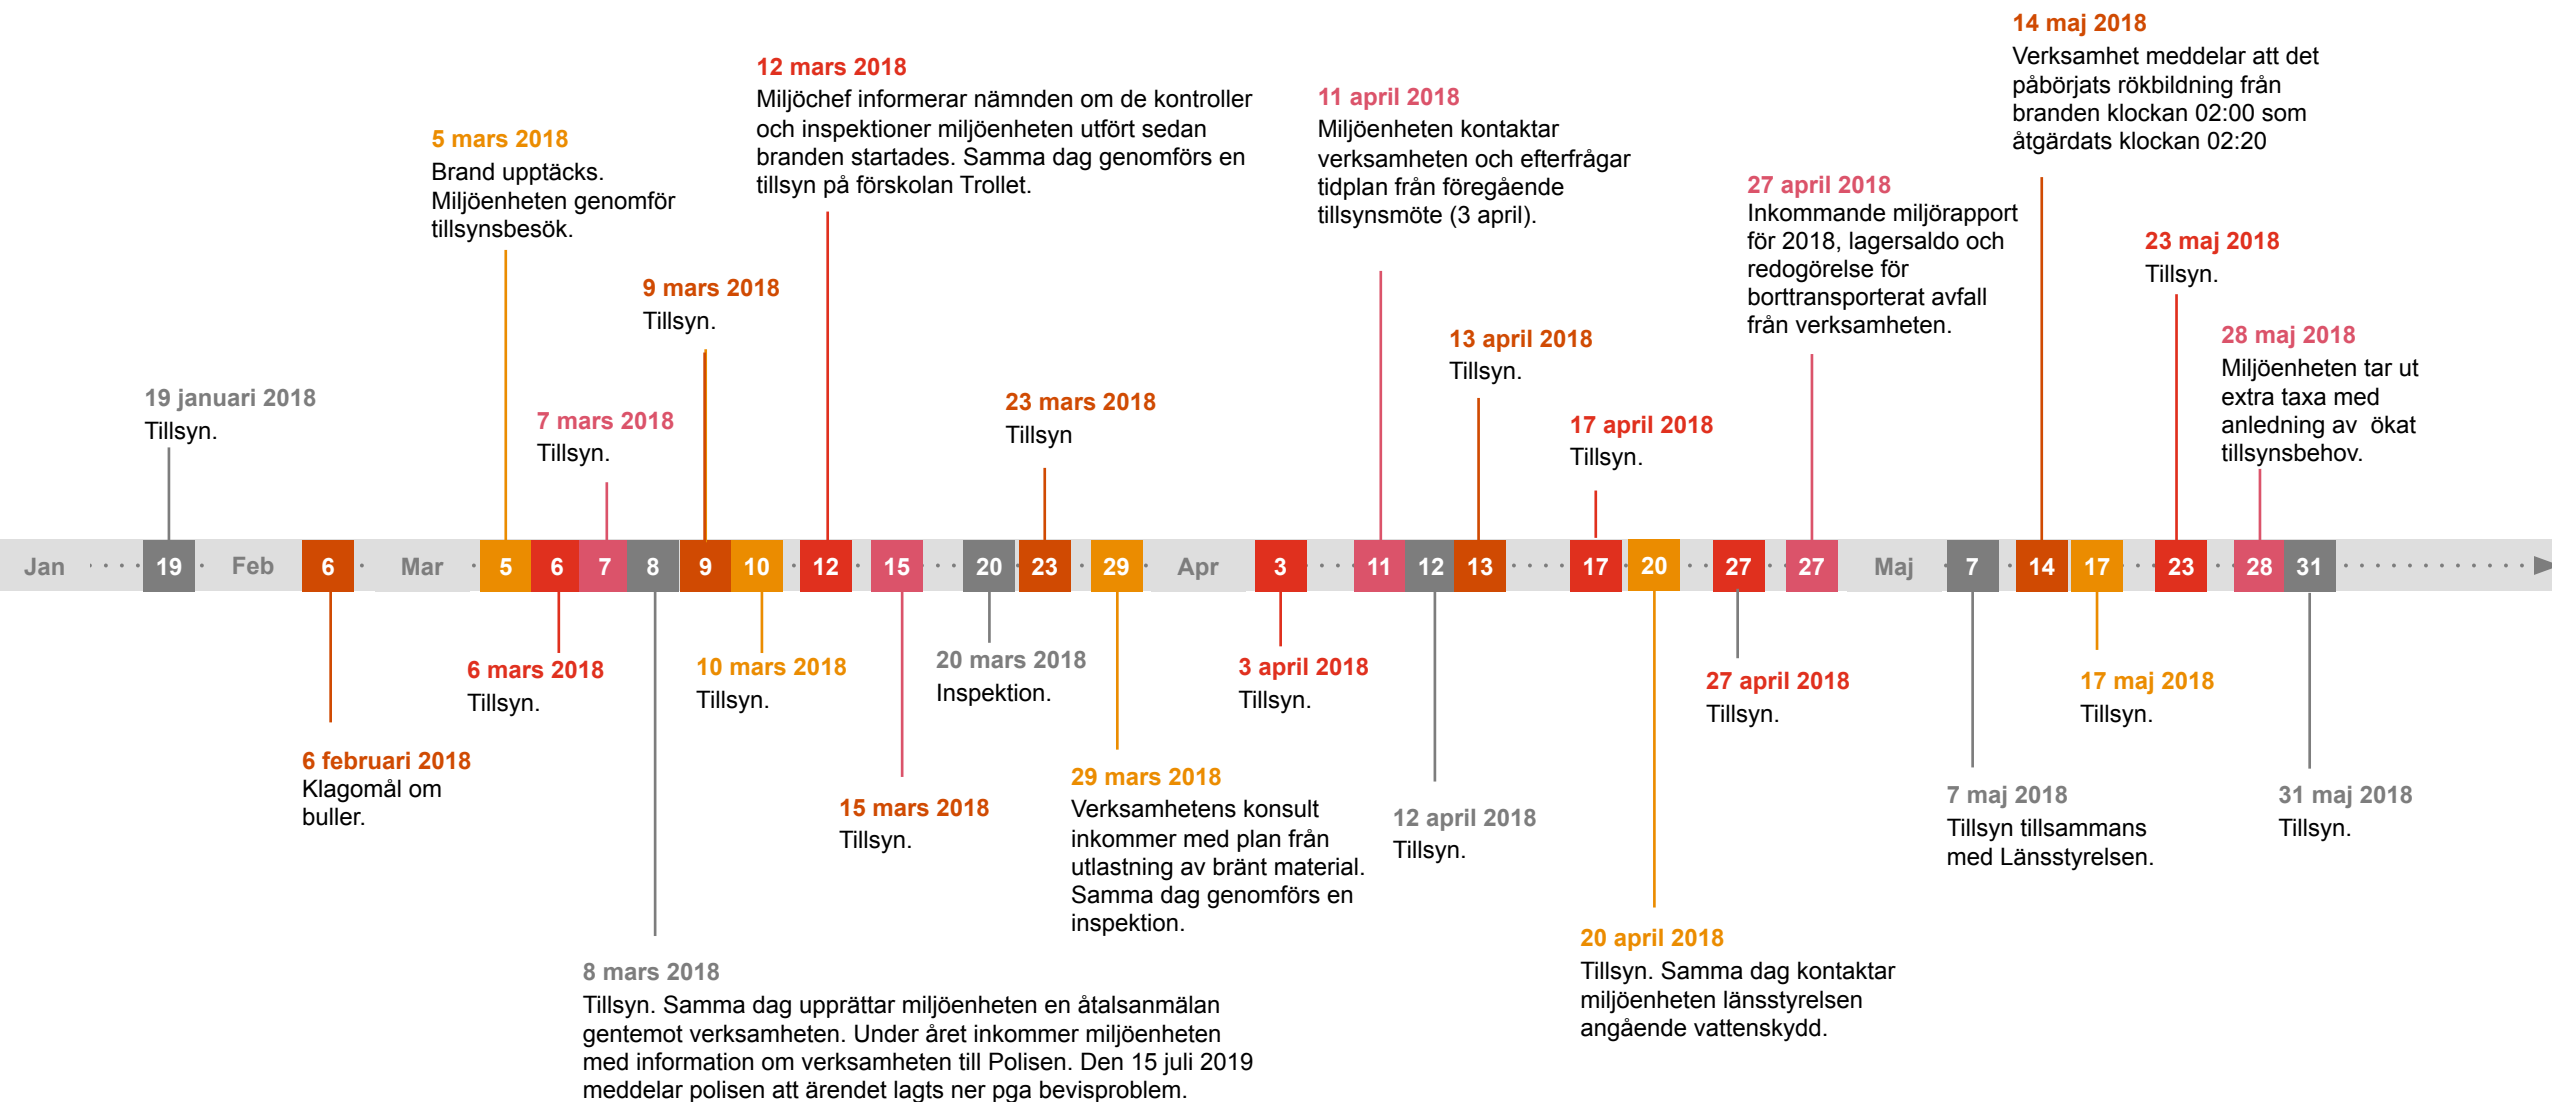 14 maj 2018
Verksamhet meddelar att det
påbörjats rökbildning från
branden klockan 02:00 som
åtgärdats klockan 02:20
12 mars 2018
Miljöchef informerar nämnden om de kontroller
och inspektioner miljöenheten utfört sedan
branden startades. Samma dag genomförs en
tillsyn på förskolan Trollet.
11 april 2018
Miljöenheten kontaktar
verksamheten och efterfrågar
tidplan från föregående
tillsynsmöte (3 april).
5 mars 2018
Brand upptäcks.
Miljöenheten genomför
tillsynsbesök.
27 april 2018
Inkommande miljörapport
för 2018, lagersaldo och
redogörelse för
borttransporterat avfall
från verksamheten.
23 maj 2018
Tillsyn.
9 mars 2018
Tillsyn.
13 april 2018
Tillsyn.
28 maj 2018
Miljöenheten tar ut
extra taxa med
anledning av  ökat
tillsynsbehov.
19 januari 2018
Tillsyn.
7 mars 2018
Tillsyn.
23 mars 2018
Tillsyn
17 april 2018
Tillsyn.
Jan 19 Feb 6 Mar 5 6 7 8 9 10 12 15 20 23 29 Apr 3 11 12 13 17 20 27 27 Maj 7 14 17 23 28 31
6 mars 2018
Tillsyn.
10 mars 2018
Tillsyn.
20 mars 2018
Inspektion.
3 april 2018
Tillsyn.
27 april 2018
Tillsyn.
17 maj 2018
Tillsyn.
6 februari 2018
Klagomål om
buller.
15 mars 2018
Tillsyn.
29 mars 2018
Verksamhetens konsult
inkommer med plan från
utlastning av bränt material.
Samma dag genomförs en
inspektion.
12 april 2018
Tillsyn.
7 maj 2018
Tillsyn tillsammans
med Länsstyrelsen.
31 maj 2018
Tillsyn.
8 mars 2018
Tillsyn. Samma dag upprättar miljöenheten en åtalsanmälan
gentemot verksamheten. Under året inkommer miljöenheten
med information om verksamheten till Polisen. Den 15 juli 2019
meddelar polisen att ärendet lagts ner pga bevisproblem.
20 april 2018
Tillsyn. Samma dag kontaktar
miljöenheten länsstyrelsen
angående vattenskydd.